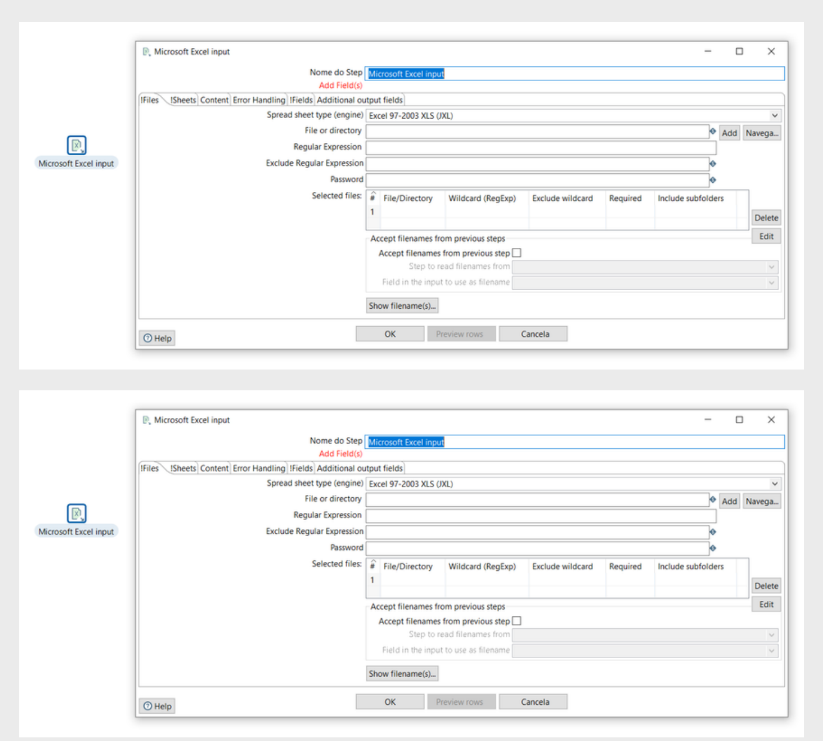 Microsoft Excel input
Nome do Step Microsoft Excel input
Add Field(s)
!Files !Sheets Content Error Handling !Fields Additional output fields
Spread sheet type (engine) Excel 97-2003 XLS (JXL)
File or directory Add Navega...
Regular Expression
Microsoft Excel input
Exclude Regular Expression
Password
Selected files: # File/Directory Wildcard (RegExp) Exclude wildcard Required Include subfolders
1
Delete
Edit
Accept filenames from previous steps
Accept filenames from previous step
Step to read filenames from
Field in the input to use as filename
Show filename(s)...
Help OK Preview rows Cancela
Microsoft Excel input
Nome do Step Microsoft Excel input
Add Field(s)
!Files !Sheets Content Error Handling !Fields Additional output fields
Spread sheet type (engine) Excel 97-2003 XLS (JXL)
File or directory Add Navega...
Regular Expression
Microsoft Excel input
Exclude Regular Expression
Password
Selected files: # File/Directory Wildcard (RegExp) Exclude wildcard Required Include subfolders
1
Delete
Edit
Accept filenames from previous steps
Accept filenames from previous step
Step to read filenames from
Field in the input to use as filename
Show filename(s)...
Help OK Preview rows Cancela